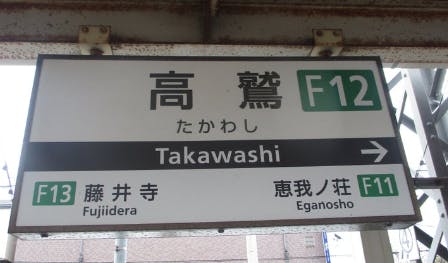 高鷲 F12
たかわし
Takawashi →
F13 藤井寺 恵我ノ荘 F11
Fujiidera Eganosho